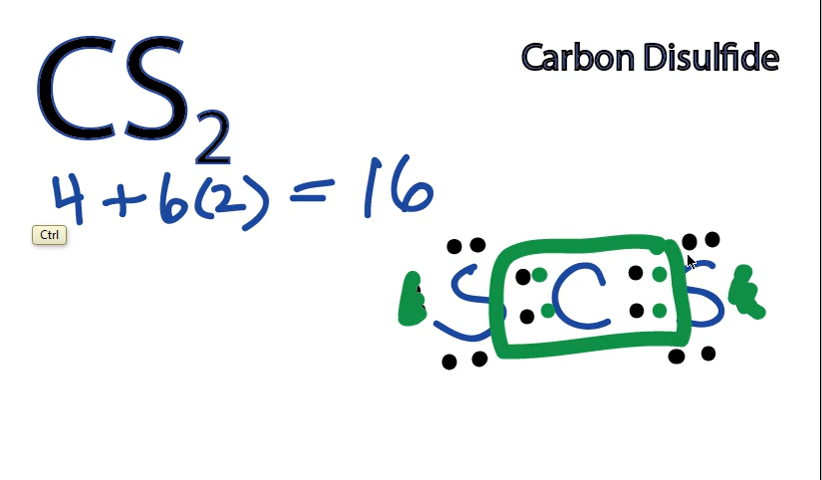 CS2
Carbon Disulfide
4 + 6(2) = 16
Ctrl
S C S